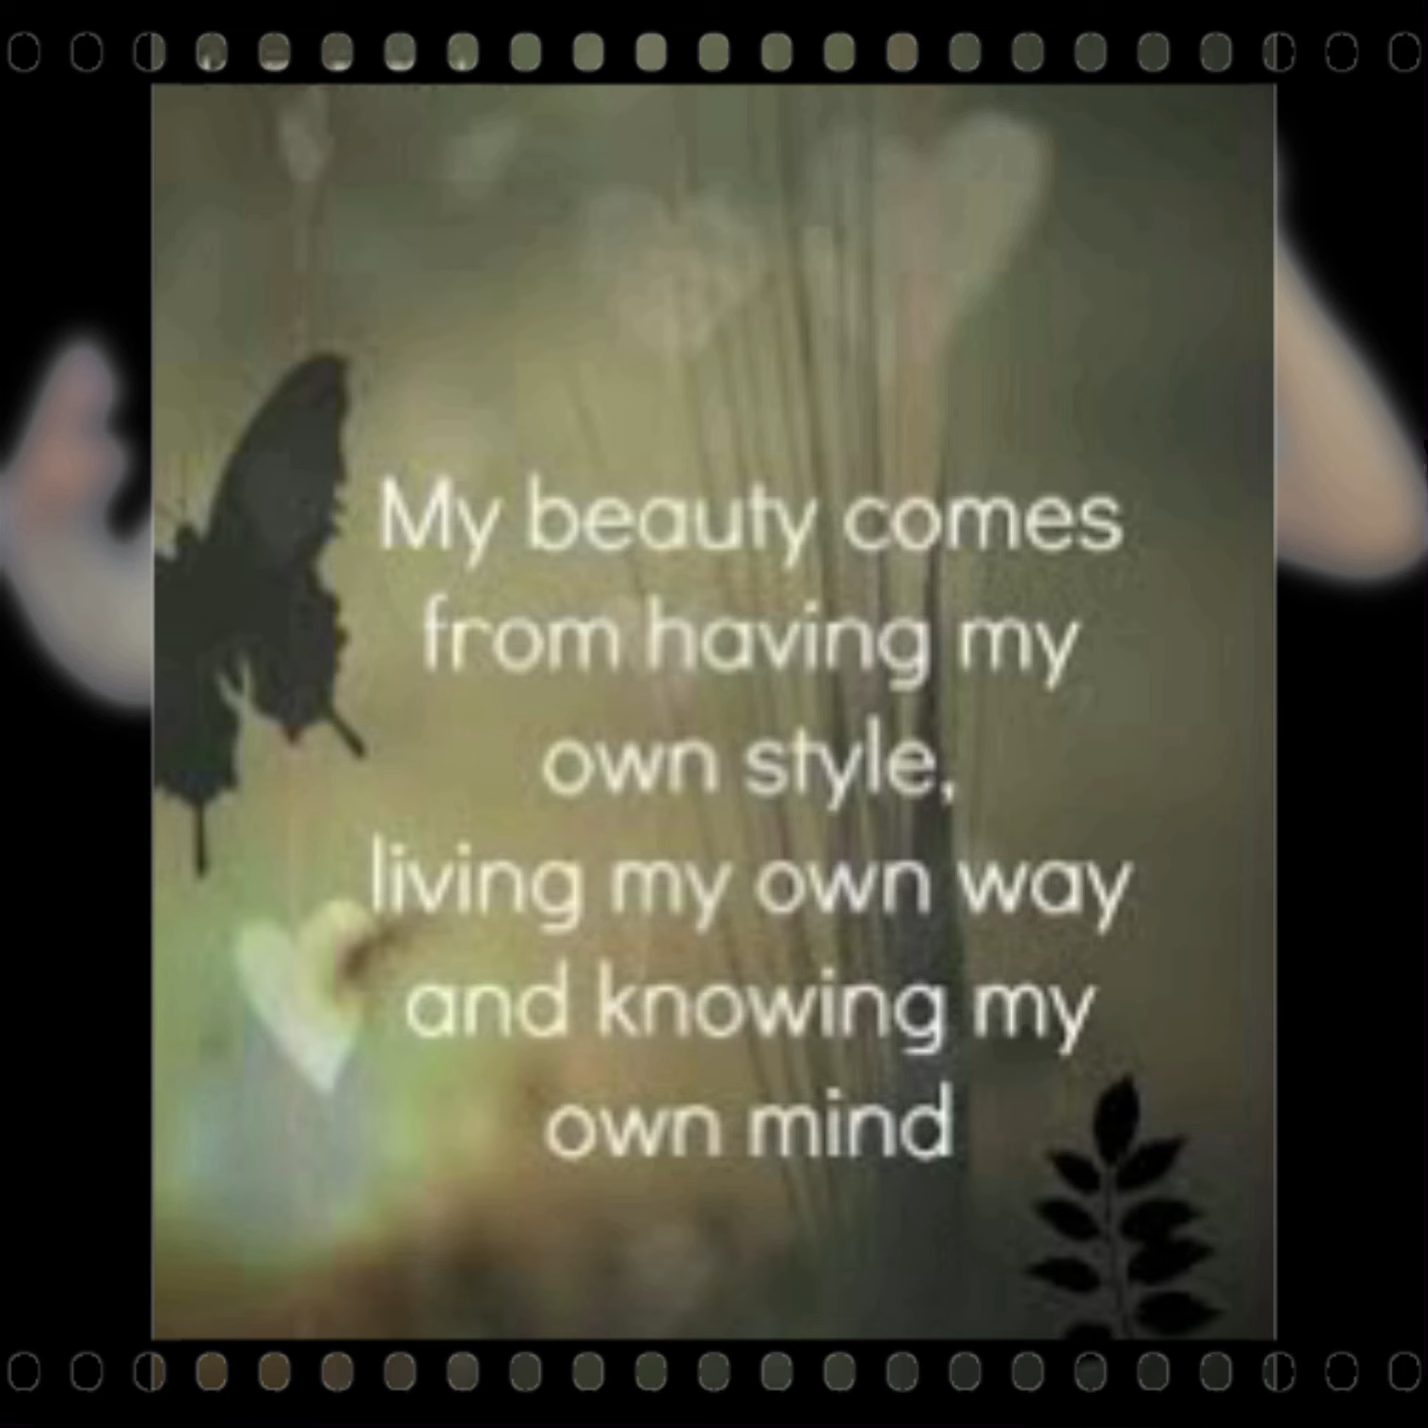 My beauty comes
from having my
own style,
living my own way
and knowing my
own mind